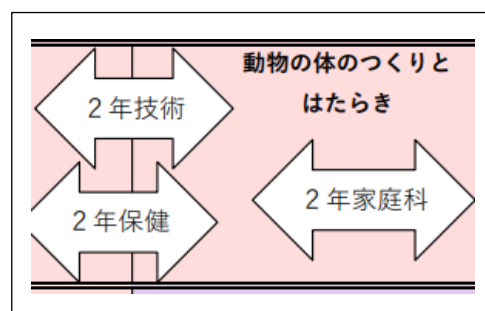 動物の体のつくりと
はたらき
２年技術
２年保健
２年家庭科